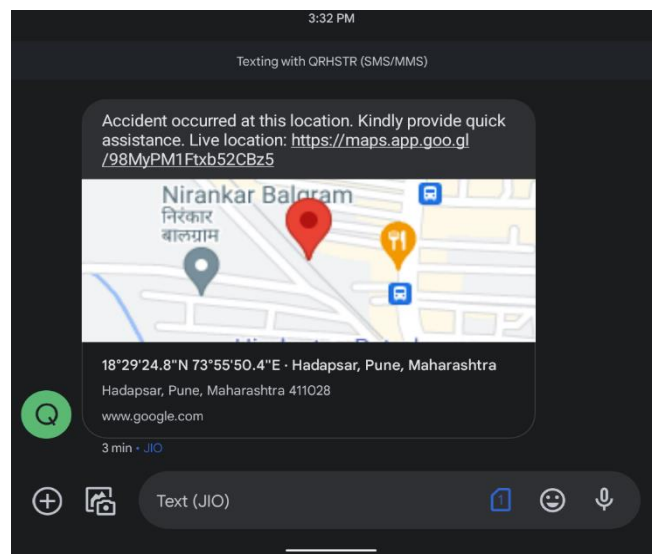 3:32 PM
Texting with QRHSTR (SMS/MMS)
Accident occurred at this location. Kindly provide quick
assistance. Live location: https://maps.app.goo.gl
/98MyPM1Ftxb52CBz5
Nirankar Balgram
निरंकार
बालग्राम
18°29'24.8"N 73°55'50.4"E · Hadapsar, Pune, Maharashtra
Hadapsar, Pune, Maharashtra 411028
www.google.com
Q
3 min • JIO
Text (JIO)
1